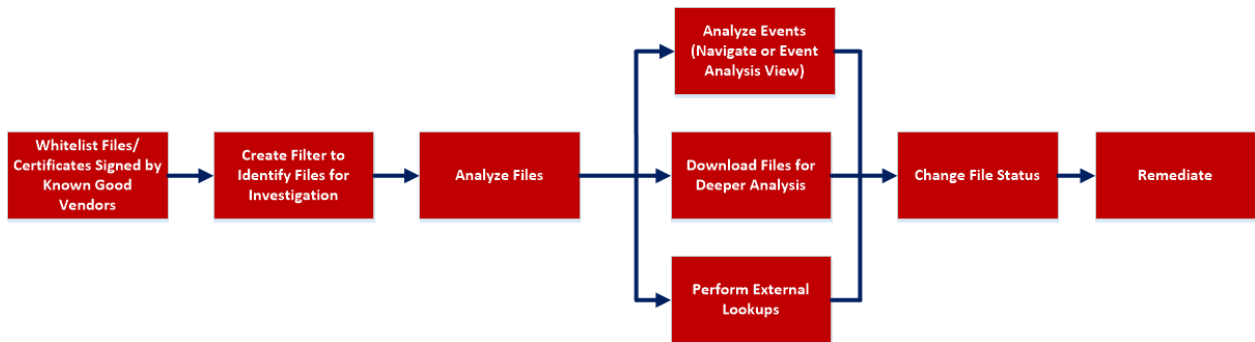 Whitelist Files/
Certificates Signed by
Known Good
Vendors
Create Filter to
Identify Files for
Investigation
Analyze Files
Analyze Events
(Navigate or Event
Analysis View)
Download Files for
Deeper Analysis
Perform External
Lookups
Change File Status
Remediate